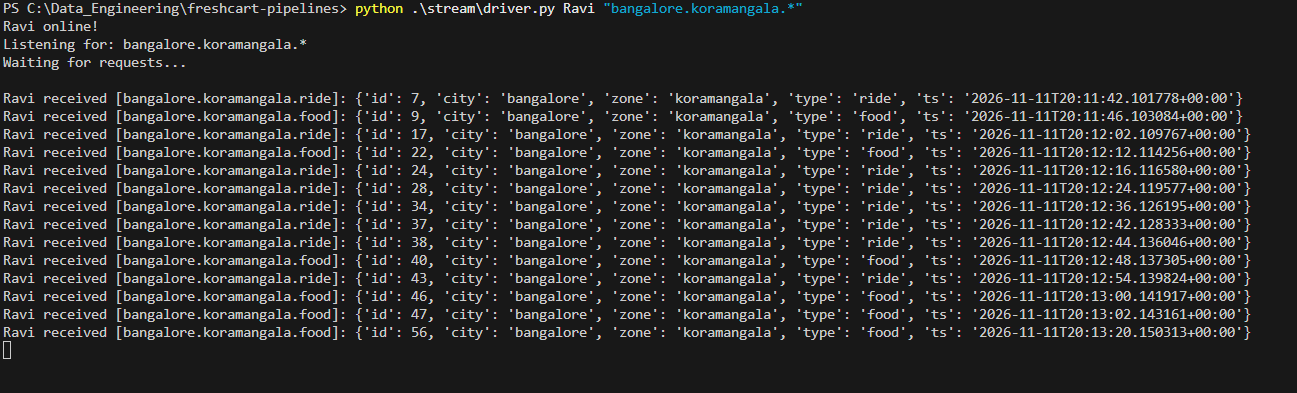 PS C:\Data_Engineering\freshcart-pipelines> python .\stream\driver.py Ravi "bangalore.koramangala.*"
Ravi online!
Listening for: bangalore.koramangala.*
Waiting for requests...
Ravi received [bangalore.koramangala.ride]: {'id': 7, 'city': 'bangalore', 'zone': 'koramangala', 'type': 'ride', 'ts': '2026-11-11T20:11:42.101778+00:00'}
Ravi received [bangalore.koramangala.food]: {'id': 9, 'city': 'bangalore', 'zone': 'koramangala', 'type': 'food', 'ts': '2026-11-11T20:11:46.103084+00:00'}
Ravi received [bangalore.koramangala.ride]: {'id': 17, 'city': 'bangalore', 'zone': 'koramangala', 'type': 'ride', 'ts': '2026-11-11T20:12:02.109767+00:00'}
Ravi received [bangalore.koramangala.food]: {'id': 22, 'city': 'bangalore', 'zone': 'koramangala', 'type': 'food', 'ts': '2026-11-11T20:12:12.114256+00:00'}
Ravi received [bangalore.koramangala.ride]: {'id': 24, 'city': 'bangalore', 'zone': 'koramangala', 'type': 'ride', 'ts': '2026-11-11T20:12:16.116580+00:00'}
Ravi received [bangalore.koramangala.ride]: {'id': 28, 'city': 'bangalore', 'zone': 'koramangala', 'type': 'ride', 'ts': '2026-11-11T20:12:24.119577+00:00'}
Ravi received [bangalore.koramangala.ride]: {'id': 34, 'city': 'bangalore', 'zone': 'koramangala', 'type': 'ride', 'ts': '2026-11-11T20:12:36.126195+00:00'}
Ravi received [bangalore.koramangala.ride]: {'id': 37, 'city': 'bangalore', 'zone': 'koramangala', 'type': 'ride', 'ts': '2026-11-11T20:12:42.128333+00:00'}
Ravi received [bangalore.koramangala.ride]: {'id': 38, 'city': 'bangalore', 'zone': 'koramangala', 'type': 'ride', 'ts': '2026-11-11T20:12:44.136046+00:00'}
Ravi received [bangalore.koramangala.food]: {'id': 40, 'city': 'bangalore', 'zone': 'koramangala', 'type': 'food', 'ts': '2026-11-11T20:12:48.137305+00:00'}
Ravi received [bangalore.koramangala.ride]: {'id': 43, 'city': 'bangalore', 'zone': 'koramangala', 'type': 'ride', 'ts': '2026-11-11T20:12:54.139824+00:00'}
Ravi received [bangalore.koramangala.food]: {'id': 46, 'city': 'bangalore', 'zone': 'koramangala', 'type': 'food', 'ts': '2026-11-11T20:13:00.141917+00:00'}
Ravi received [bangalore.koramangala.food]: {'id': 47, 'city': 'bangalore', 'zone': 'koramangala', 'type': 'food', 'ts': '2026-11-11T20:13:02.143161+00:00'}
Ravi received [bangalore.koramangala.food]: {'id': 56, 'city': 'bangalore', 'zone': 'koramangala', 'type': 'food', 'ts': '2026-11-11T20:13:20.150313+00:00'}